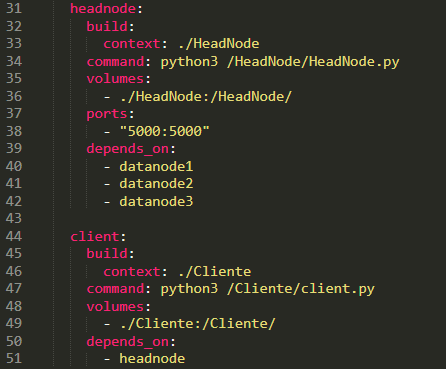 31 headnode:
32 build:
33 context: ./HeadNode
34 command: python3 /HeadNode/HeadNode.py
35 volumes:
36 - ./HeadNode:/HeadNode/
37 ports:
38 - "5000:5000"
39 depends_on:
40 - datanode1
41 - datanode2
42 - datanode3
43
44 client:
45 build:
46 context: ./Cliente
47 command: python3 /Cliente/client.py
48 volumes:
49 - ./Cliente:/Cliente/
50 depends_on:
51 - headnode